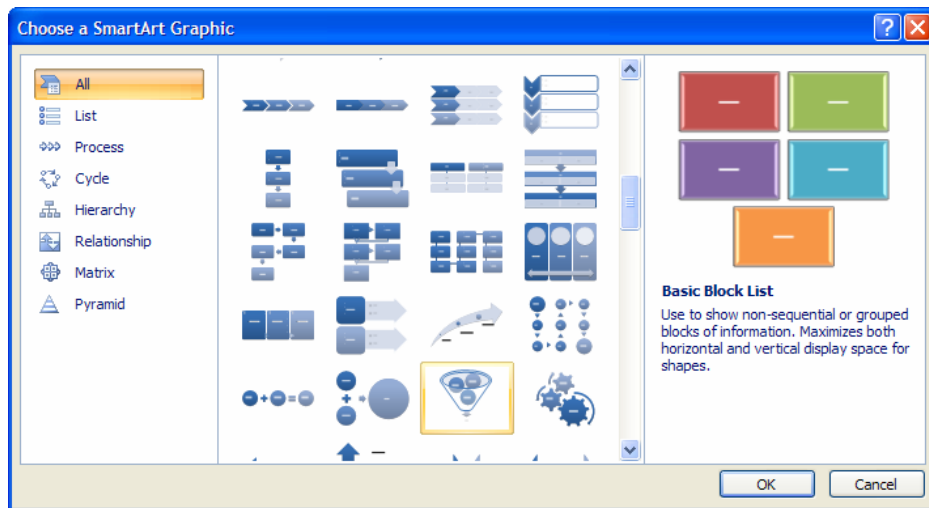 Choose a SmartArt Graphic
All
List
Process
Cycle
Hierarchy
Relationship
Matrix
Pyramid
Basic Block List
Use to show non-sequential or grouped
blocks of information. Maximizes both
horizontal and vertical display space for
shapes.
OK
Cancel